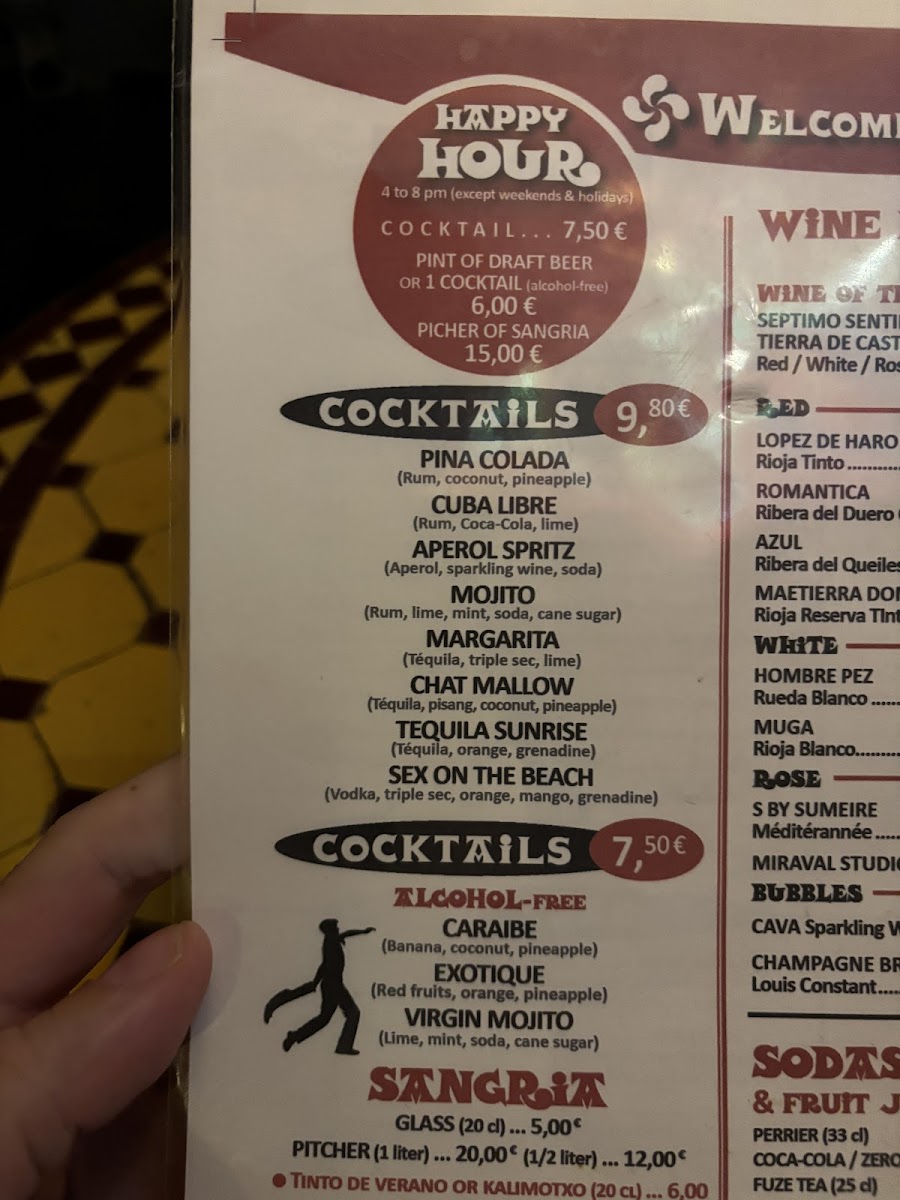 HAPPY
HOUR
4 to 8 pm (except weekends & holidays)
COCKTAIL... 7,50 €
PINT OF DRAFT BEER
OR 1 COCKTAIL (alcohol-free)
6,00 €
PICHER OF SANGRIA
15,00 €
COCKTAiLS 9,80 €
PINA COLADA
(Rum, coconut, pineapple)
CUBA LIBRE
(Rum, Coca-Cola, lime)
APEROL SPRITZ
(Aperol, sparkling wine, soda)
MOJITO
(Rum, lime, mint, soda, cane sugar)
MARGARITA
(Téquila, triple sec, lime)
CHAT MALLOW
(Téquila, pisang, coconut, pineapple)
TEQUILA SUNRISE
(Téquila, orange, grenadine)
SEX ON THE BEACH
(Vodka, triple sec, orange, mango, grenadine)
COCKTAiLS 7,50 €
ALCOHOL-FREE
CARAIBE
(Banana, coconut, pineapple)
EXOTIQUE
(Red fruits, orange, pineapple)
VIRGIN MOJITO
(Lime, mint, soda, cane sugar)
SANGRiA
GLASS (20 cl) ... 5,00€
PITCHER (1 liter) ... 20,00€ (1/2 liter) ... 12,00€
● TINTO DE VERANO OR KALIMOTXO (20 CL) ... 6,00
WELCOM
WiNE
WiNE OF
SEPTIMO
TIERRA DE
Red / White /
RED
LOPEZ DE HARO
Rioja Tinto ..........
ROMANTICA
Ribera del Duero
AZUL
Ribera del Queiles
MAETIERRA
Rioja Reserva
WHiTE
HOMBRE PEZ
Rueda Blanco ......
MUGA
Rioja Blanco.........
ROSE
S BY SUMEIRE
Méditérannée .....
MIRAVAL
BUBBLES
CAVA Sparkling
CHAMPAGNE
Louis Constant.....
SODAS
& FRUiT
PERRIER (33 cl)
COCA-COLA / ZERO
FUZE TEA (25 cl)